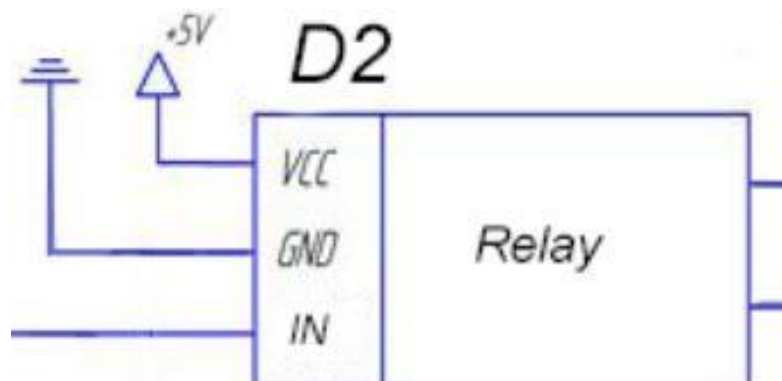 +5V
D2
VCC
GND
Relay
IN